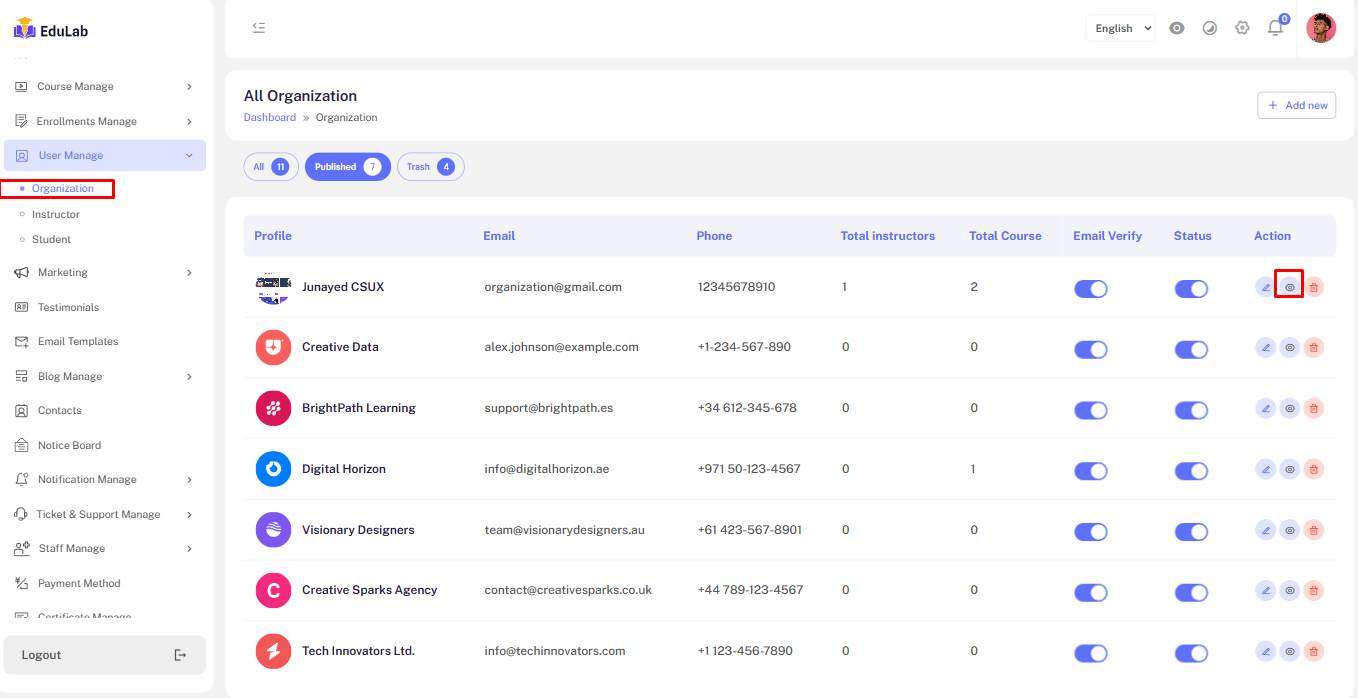 EduLab
English
0
Course Manage
Enrollments Manage
User Manage
Organization
Instructor
Student
Marketing
Testimonials
Email Templates
Blog Manage
Contacts
Notice Board
Notification Manage
Ticket & Support Manage
Staff Manage
Payment Method
Certificate Manage
Logout
All Organization
Dashboard » Organization
+ Add new
All 11 Published 7 Trash 4
Profile Email Phone Total instructors Total Course Email Verify Status Action
Junayed CSUX organization@gmail.com 12345678910 1 2
Creative Data alex.johnson@example.com +1-234-567-890 0 0
BrightPath Learning support@brightpath.es +34 612-345-678 0 0
Digital Horizon info@digitalhorizon.ae +971 50-123-4567 0 1
Visionary Designers team@visionarydesigners.au +61 423-567-8901 0 0
C Creative Sparks Agency contact@creativesparks.co.uk +44 789-123-4567 0 0
Tech Innovators Ltd. info@techinnovators.com +1 123-456-7890 0 0